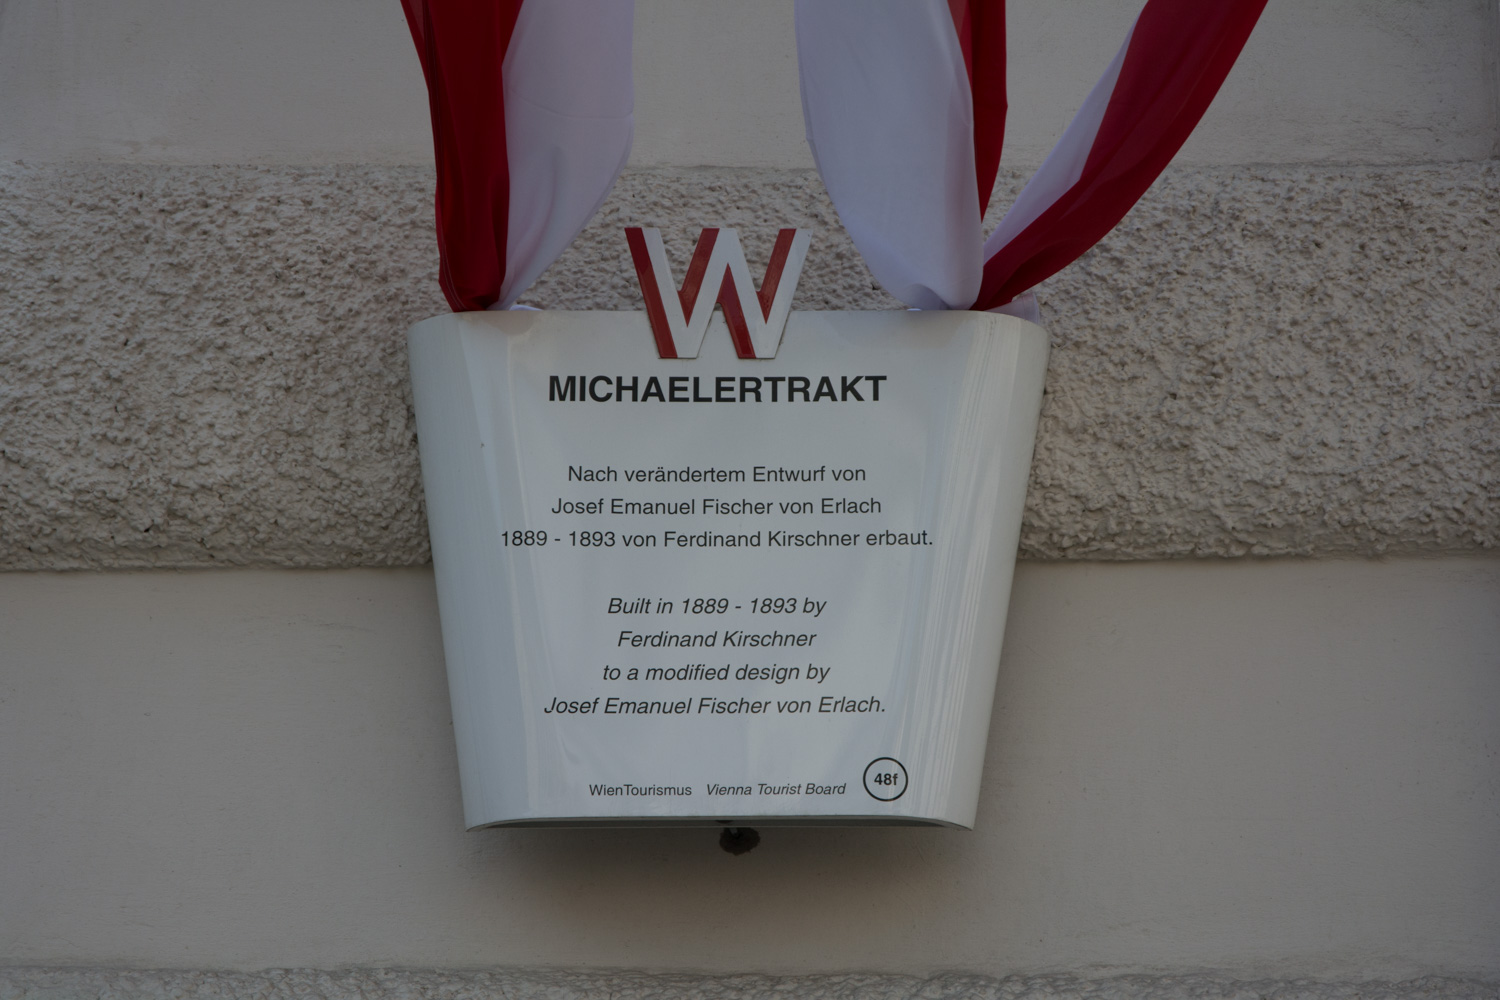 W
MICHAELERTRAKT
Nach verändertem Entwurf von
Josef Emanuel Fischer von Erlach
1889 - 1893 von Ferdinand Kirschner erbaut.
Built in 1889 - 1893 by
Ferdinand Kirschner
to a modified design by
Josef Emanuel Fischer von Erlach.
WienTourismus Vienna Tourist Board 48f